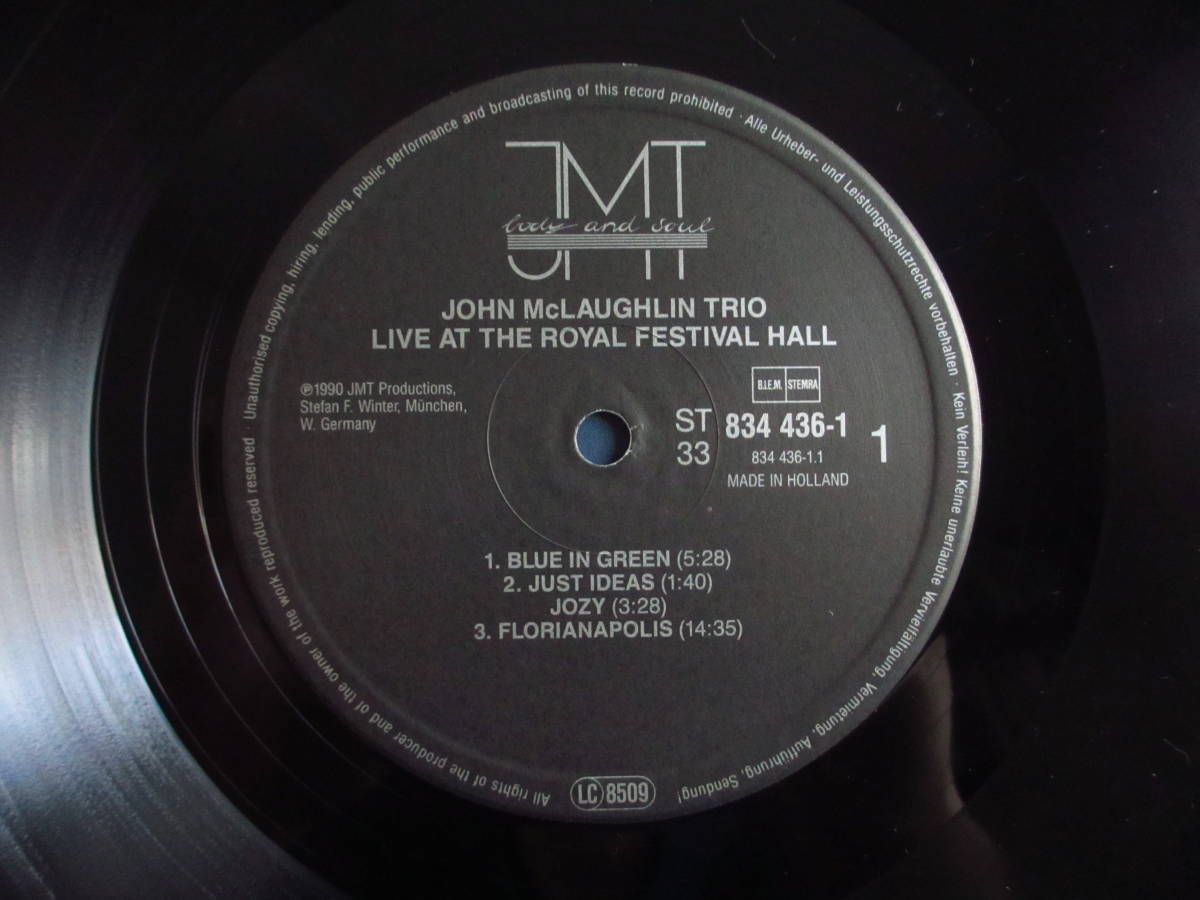 JMT
body and soul
JOHN McLAUGHLIN TRIO
LIVE AT THE ROYAL FESTIVAL HALL
℗1990 JMT Productions,
Stefan F. Winter, München,
W. Germany
B.I.E.M. STEMRA
ST 834 436-1 1
33 834 436-1.1
MADE IN HOLLAND
1. BLUE IN GREEN (5:28)
2. JUST IDEAS (1:40)
JOZY (3:28)
3. FLORIANAPOLIS (14:35)
All rights of the producer and of the owner of the work reproduced reserved · Unauthorised copying, hiring, lending, public performance and broadcasting of this record prohibited · Alle Urheber- und Leistungsschutzrechte vorbehalten · Kein Verleih! Keine unerlaubte Vervielfältigung, Vermietung, Aufführung, Sendung!
LC 8509